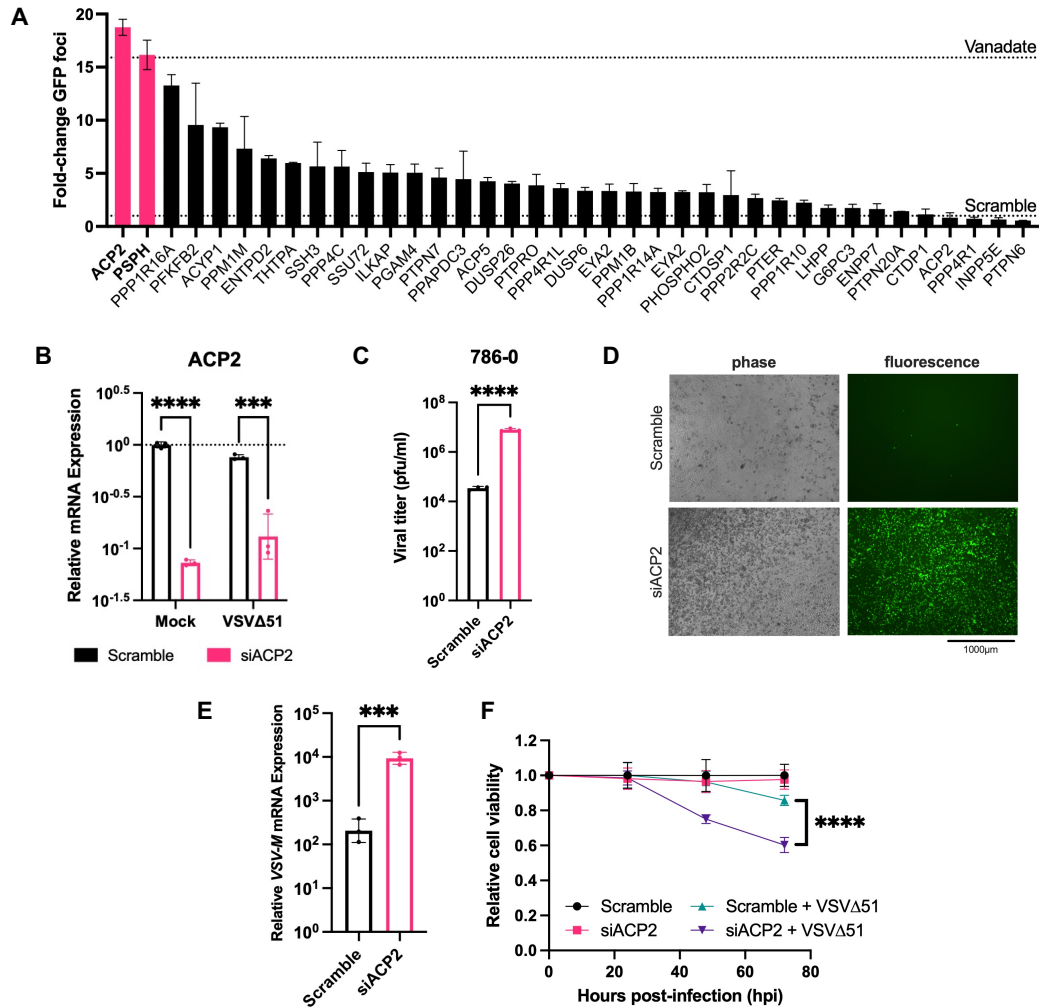 A
Fold-change GFP foci
20
15
10
5
0
Vanadate
Scramble
ACP2
PSPH
PPP1R16A
PFKFB2
ACYP1
PPM1M
ENTPD2
THTPA
SSH3
PPP4C
SSU72
ILKAP
PGAM4
PTPN7
PPAPDC3
ACP5
DUSP26
PTPRO
PPP4R1L
DUSP6
EYA2
PPM1B
PPP1R14A
EYA2
PHOSPHO2
CTDSP1
PPP2R2C
PTER
PPP1R10
LHPP
G6PC3
ENPP7
PTPN20A
CTDP1
ACP2
PPP4R1
INPP5E
PTPN6
B
ACP2
Relative mRNA Expression
10^0.5
10^0
10^-0.5
10^-1
10^-1.5
**** ***
Mock VSVΔ51
Scramble siACP2
C
786-0
****
Viral titer (pfu/ml)
10^8
10^6
10^4
10^2
10^0
Scramble
siACP2
D
phase fluorescence
Scramble
siACP2
1000µm
E
Relative VSV-M mRNA Expression
10^5
10^4
10^3
10^2
10^1
10^0
***
Scramble
siACP2
F
Relative cell viability
1.2
1.0
0.8
0.6
0.4
0.2
0.0
****
Scramble Scramble + VSVΔ51
siACP2 siACP2 + VSVΔ51
0 20 40 60 80
Hours post-infection (hpi)